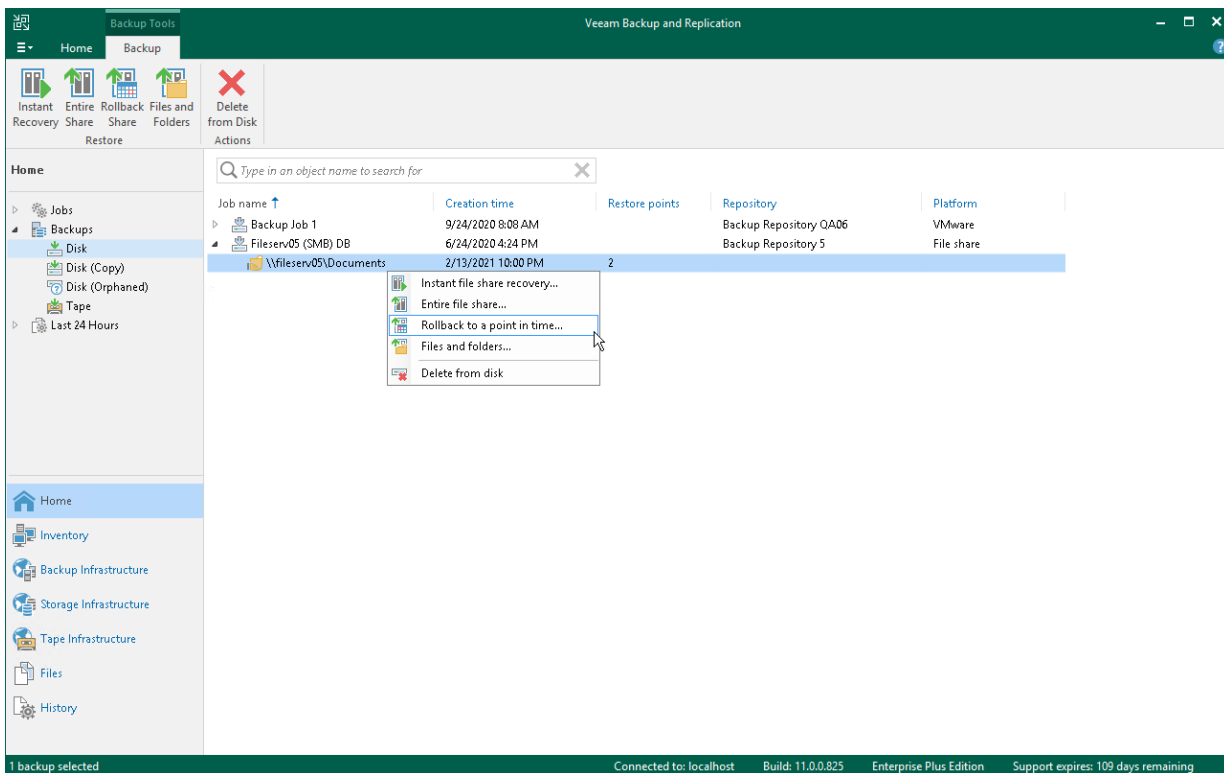 Backup Tools
Veeam Backup and Replication
Home Backup
?
Instant Recovery
Entire Share
Rollback Share
Files and Folders
Delete from Disk
Restore
Actions
Home
Type in an object name to search for
Jobs
Backups
Disk
Disk (Copy)
Disk (Orphaned)
Tape
Last 24 Hours
Job name Creation time Restore points Repository Platform
Backup Job 1 9/24/2020 8:08 AM Backup Repository QA06 VMware
Fileserv05 (SMB) DB 6/24/2020 4:24 PM Backup Repository 5 File share
\\fileserv05\Documents 2/13/2021 10:00 PM 2
Instant file share recovery...
Entire file share...
Rollback to a point in time...
Files and folders...
Delete from disk
Home
Inventory
Backup Infrastructure
Storage Infrastructure
Tape Infrastructure
Files
History
1 backup selected Connected to: localhost Build: 11.0.0.825 Enterprise Plus Edition Support expires: 109 days remaining